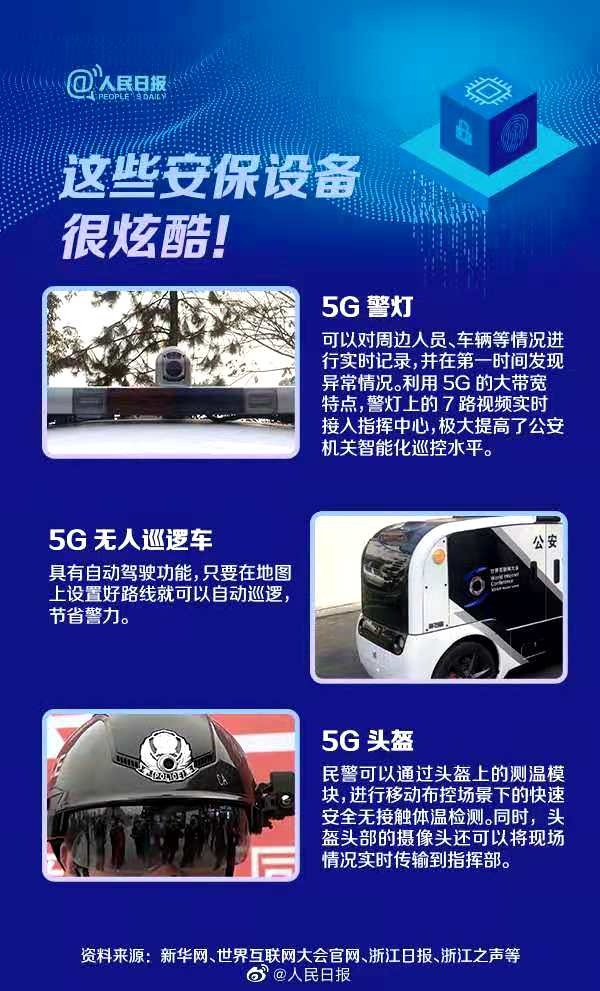 @人民日报
PEOPLE'S DAILY
这些安保设备
很炫酷!
5G 警灯
可以对周边人员、车辆等情况进
行实时记录,并在第一时间发现
异常情况。利用 5G 的大带宽
特点,警灯上的 7 路视频实时
接入指挥中心,极大提高了公安
机关智能化巡控水平。
5G 无人巡逻车
具有自动驾驶功能,只要在地图
上设置好路线就可以自动巡逻,
节省警力。
公安
世界互联网大会
World Internet
Conference
5G 头盔
民警可以通过头盔上的测温模
块,进行移动布控场景下的快速
安全无接触体温检测。同时,头
盔头部的摄像头还可以将现场
情况实时传输到指挥部。
POLICE
资料来源:新华网、世界互联网大会官网、浙江日报、浙江之声等
@人民日报